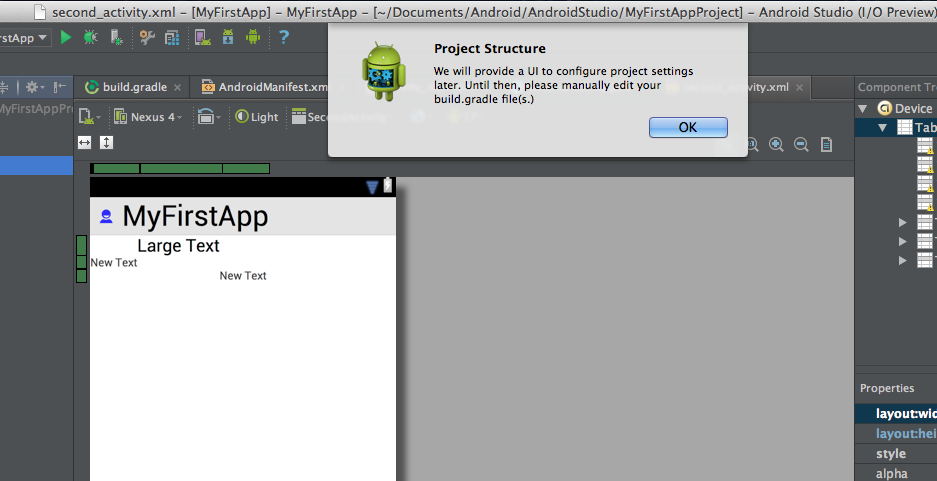 second_activity.xml – [MyFirstApp] – MyFirstApp – [~/Documents/Android/AndroidStudio/MyFirstAppProject] – Android Studio (I/O Preview)
rstApp
?
Project Structure
We will provide a UI to configure project settings
later. Until then, please manually edit your
build.gradle file(s.)
OK
build.gradle
AndroidManifest.xml
.xml
Component Tre
MyFirstAppPr
Nexus 4
Light
Device
Tab
MyFirstApp
Large Text
New Text
New Text
Properties
layout:wid
layout:hei
style
alpha